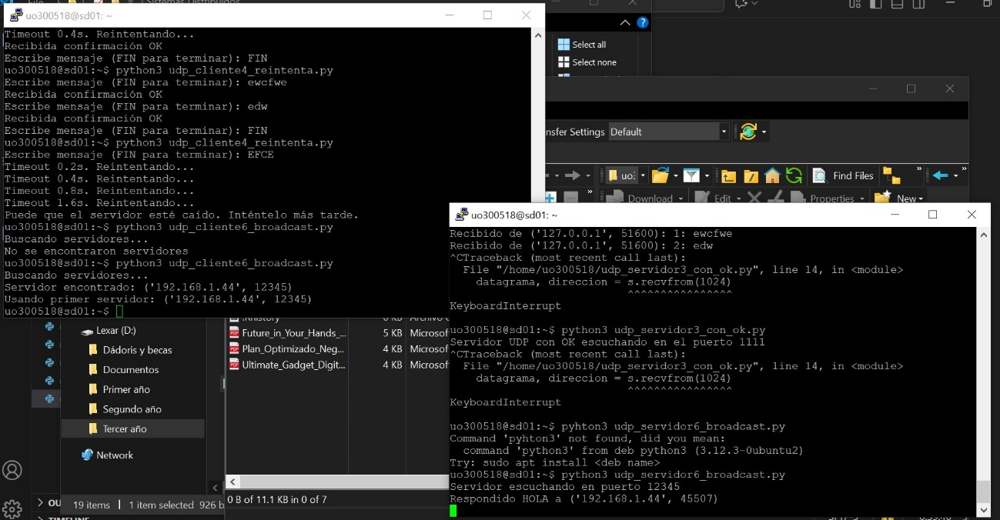 Sistemas Distribuidos
uo300518@sd01: ~
Timeout 0.4s. Reintentando...
Recibida confirmación OK
Escribe mensaje (FIN para terminar): FIN
uo300518@sd01:~$ python3 udp_cliente4_reintenta.py
Escribe mensaje (FIN para terminar): ewcfwe
Recibida confirmación OK
Escribe mensaje (FIN para terminar): edw
Recibida confirmación OK
Escribe mensaje (FIN para terminar): FIN
uo300518@sd01:~$ python3 udp_cliente4_reintenta.py
Escribe mensaje (FIN para terminar): EFCE
Timeout 0.2s. Reintentando...
Timeout 0.4s. Reintentando...
Timeout 0.8s. Reintentando...
Timeout 1.6s. Reintentando...
Puede que el servidor esté caído. Inténtelo más tarde.
uo300518@sd01:~$ python3 udp_cliente6_broadcast.py
Buscando servidores...
No se encontraron servidores
uo300518@sd01:~$ python3 udp_cliente6_broadcast.py
Buscando servidores...
Servidor encontrado: ('192.168.1.44', 12345)
Usando primer servidor: ('192.168.1.44', 12345)
uo300518@sd01:~$
Select all
Select none
nsfer Settings Default
uo:
Find Files
Download
Edit
Properties
New
uo300518@sd01: ~
Recibido de ('127.0.0.1', 51600): 1: ewcfwe
Recibido de ('127.0.0.1', 51600): 2: edw
^CTraceback (most recent call last):
File "/home/uo300518/udp_servidor3_con_ok.py", line 14, in <module>
datagrama, direccion = s.recvfrom(1024)
^^^^^^^^^^^^^^^^
KeyboardInterrupt
uo300518@sd01:~$ python3 udp_servidor3_con_ok.py
Servidor UDP con OK escuchando en el puerto 1111
^CTraceback (most recent call last):
File "/home/uo300518/udp_servidor3_con_ok.py", line 14, in <module>
datagrama, direccion = s.recvfrom(1024)
^^^^^^^^^^^^^^^^
KeyboardInterrupt
uo300518@sd01:~$ pyhton3 udp_servidor6_broadcast.py
Command 'pyhton3' not found, did you mean:
command 'python3' from deb python3 (3.12.3-0ubuntu2)
Try: sudo apt install <deb name>
uo300518@sd01:~$ python3 udp_servidor6_broadcast.py
Servidor escuchando en puerto 12345
Respondido HOLA a ('192.168.1.44', 45507)
Lexar (D:)
Dádoris y becas
Documentos
Primer año
Segundo año
Tercer año
Network
Future_in_Your_Hands_... 5 KB Microsof
Plan_Optimizado_Neg... 4 KB Microsof
Ultimate_Gadget_Digit... 4 KB Microsof
OU
19 items 1 item selected 926 b
0 B of 11.1 KB in 0 of 7
TIMELINE